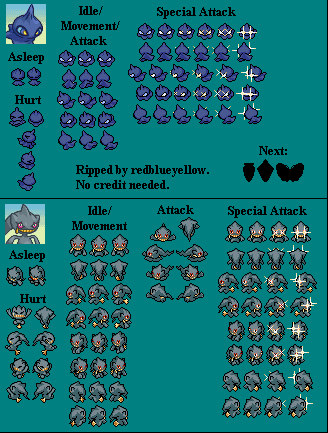 Idle/
Movement/
Attack
Special Attack
Asleep
Hurt
Next:
Ripped by redblueyellow.
No credit needed.
Idle/
Movement
Attack
Special Attack
Asleep
Hurt